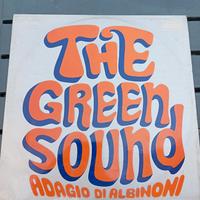 THE
GREEN
SOUND
ADAGIO DI ALBINONI